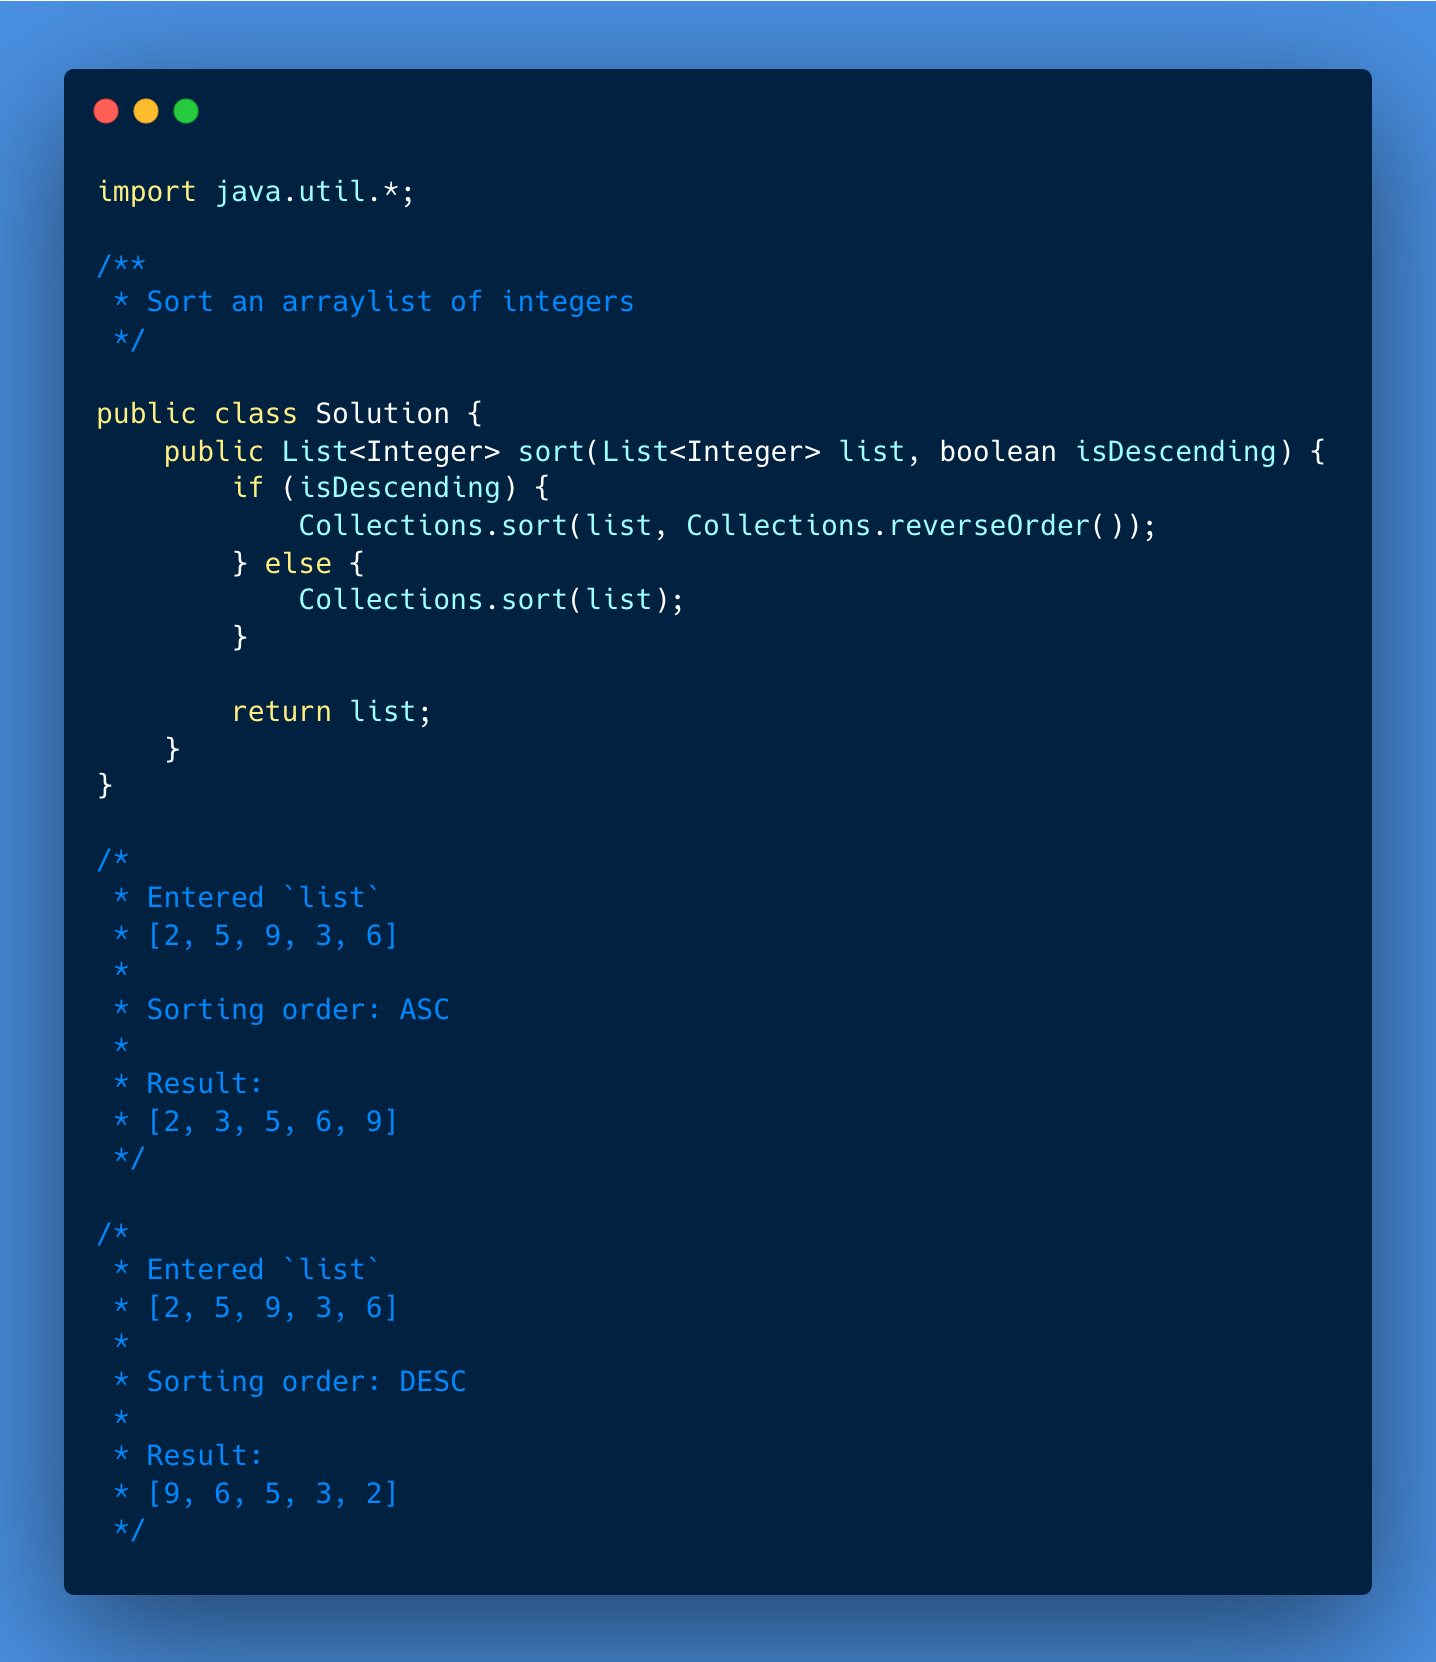 import java.util.*;

/**
 * Sort an arraylist of integers
 */

public class Solution {
    public List<Integer> sort(List<Integer> list, boolean isDescending) {
        if (isDescending) {
            Collections.sort(list, Collections.reverseOrder());
        } else {
            Collections.sort(list);
        }

        return list;
    }
}

/*
 * Entered `list`
 * [2, 5, 9, 3, 6]
 *
 * Sorting order: ASC
 *
 * Result:
 * [2, 3, 5, 6, 9]
 */

/*
 * Entered `list`
 * [2, 5, 9, 3, 6]
 *
 * Sorting order: DESC
 *
 * Result:
 * [9, 6, 5, 3, 2]
 */